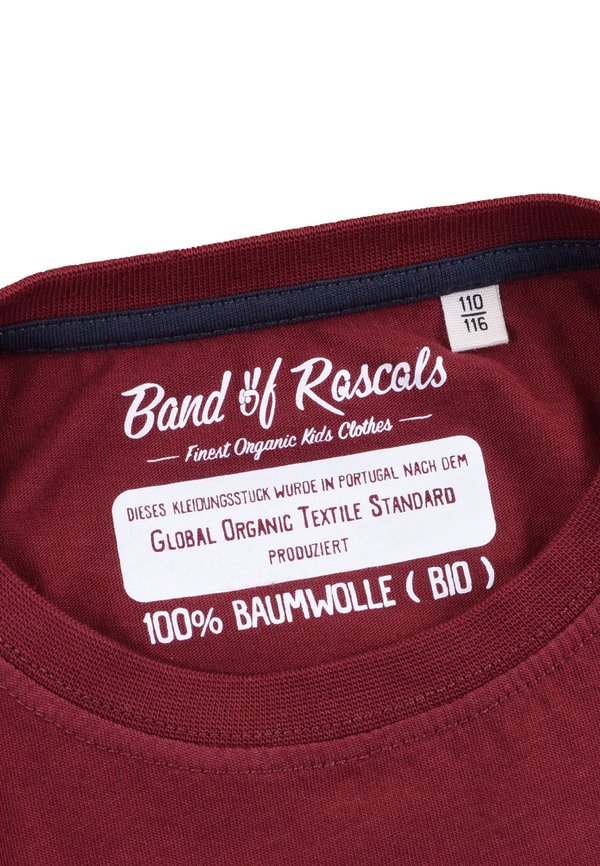 110
116
Band Of Rascals
Finest Organic Kids Clothes
DIESES KLEIDUNGSSTÜCK WURDE IN PORTUGAL NACH DEM
GLOBAL ORGANIC TEXTILE STANDARD
PRODUZIERT
100% BAUMWOLLE ( BIO )